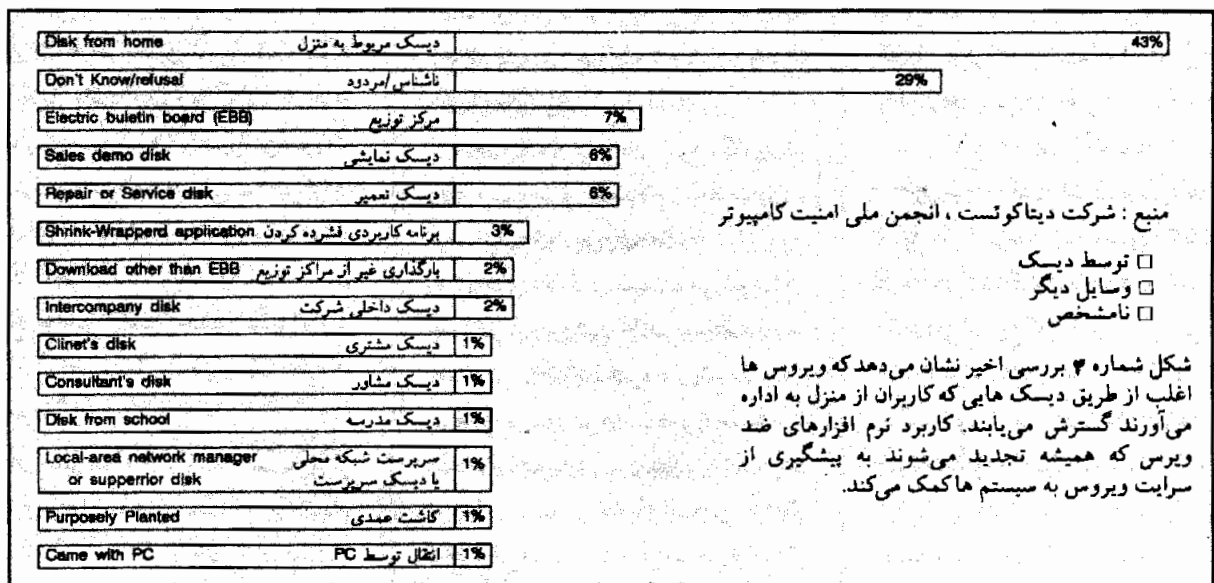 Disk from home دیسک مربوط به منزل 43%
Don't Know/refusal ناشناس/مردود 29%
Electric buletin board (EBB) مرکز توزیع 7%
Sales demo disk دیسک نمایشی 6%
Repair or Service disk دیسک تعمیر 6%
Shrink-Wrapperd application برنامه کاربردی فشرده کردن 3%
Download other than EBB بارگذاری غیر از مراکز توزیع 2%
Intercompany disk دیسک داخلی شرکت 2%
Clinet's disk دیسک مشتری 1%
Consultant's disk دیسک مشاور 1%
Disk from school دیسک مدرسه 1%
Local-area network manager سرپرست شبکه محلی 1%
or supperrior disk یا دیسک سرپرست
Purposely Planted کاشت عمدی 1%
Came with PC انتقال توسط PC 1%
منبع : شرکت دیتاکوئست ، انجمن ملی امنیت کامپیوتر
□ توسط دیسک
□ وسایل دیگر
□ نامشخص
شکل شماره ۴ بررسی اخیر نشان می‌دهد که ویروس ها
اغلب از طریق دیسک هایی که کاربران از منزل به اداره
می‌آورند گسترش می‌یابند. کاربرد نرم افزارهای ضد
ویرس که همیشه تجدید می‌شوند به پیشگیری از
سرایت ویروس به سیستم ها کمک می‌کند.